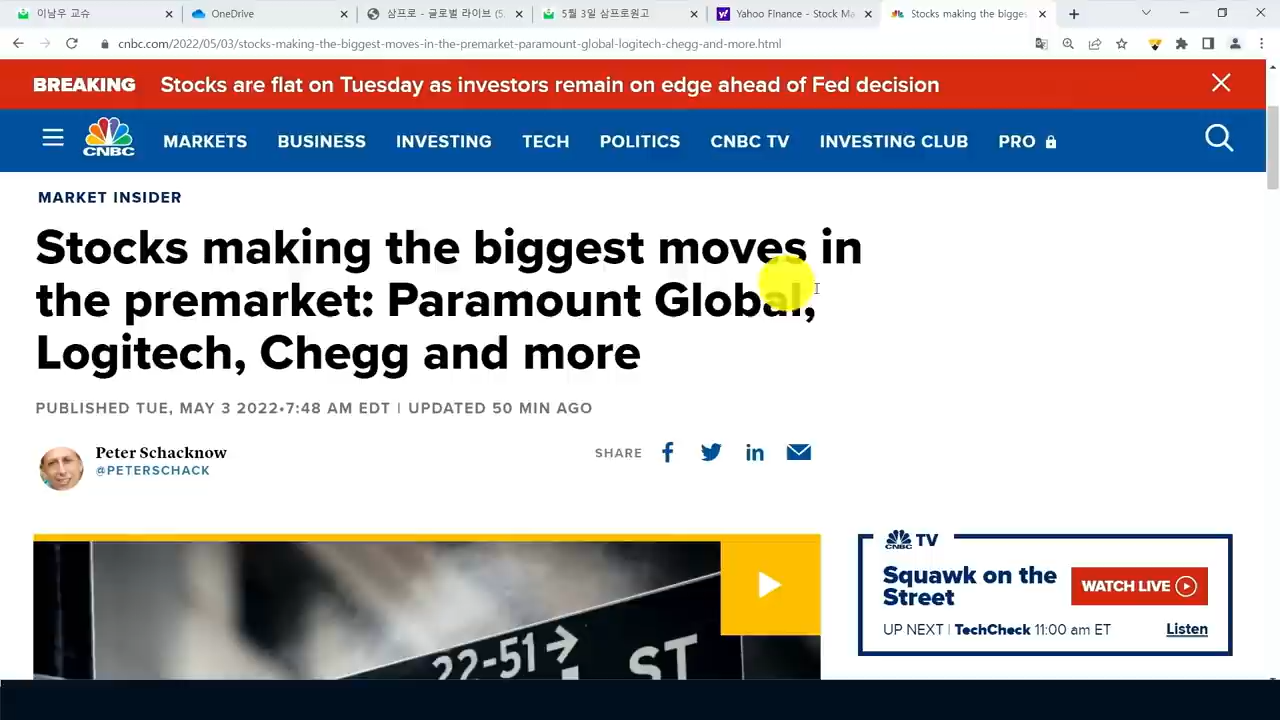 이남우 교슈
OneDrive
삼프로 - 글로벌 라이브 (5.
5월 3일 삼프로원고
Yahoo Finance - Stock Ma
Stocks making the bigges
cnbc.com/2022/05/03/stocks-making-the-biggest-moves-in-the-premarket-paramount-global-logitech-chegg-and-more.html
BREAKING Stocks are flat on Tuesday as investors remain on edge ahead of Fed decision
CNBC
MARKETS BUSINESS INVESTING TECH POLITICS CNBC TV INVESTING CLUB PRO
MARKET INSIDER
Stocks making the biggest moves in
the premarket: Paramount Global,
Logitech, Chegg and more
PUBLISHED TUE, MAY 3 2022•7:48 AM EDT | UPDATED 50 MIN AGO
Peter Schacknow
@PETERSCHACK
SHARE
CNBC TV
Squawk on the
Street
WATCH LIVE
UP NEXT | TechCheck 11:00 am ET
Listen
22-51
ST